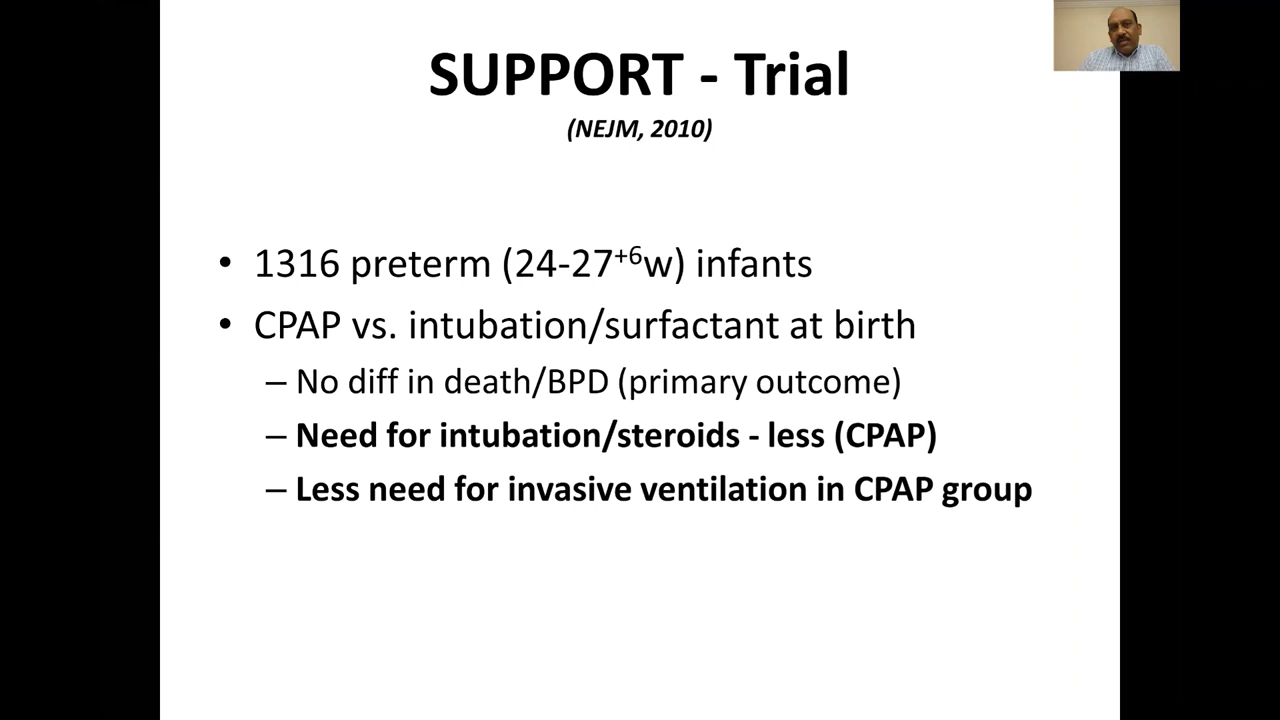 SUPPORT - Trial
(NEJM, 2010)
• 1316 preterm (24-27+6w) infants
• CPAP vs. intubation/surfactant at birth
– No diff in death/BPD (primary outcome)
– Need for intubation/steroids - less (CPAP)
– Less need for invasive ventilation in CPAP group